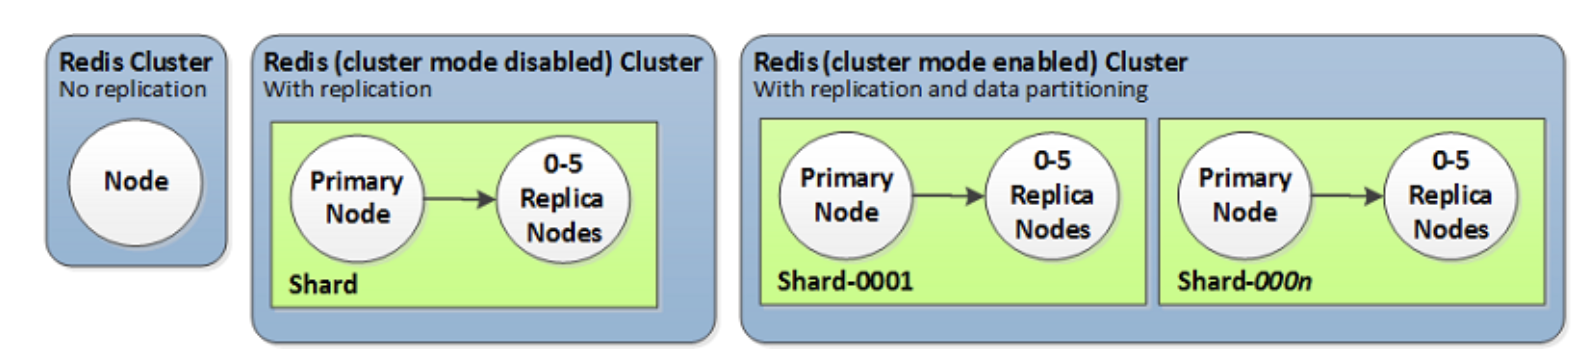 Redis Cluster
No replication
Node
Redis (cluster mode disabled) Cluster
With replication
Primary
Node
0-5
Replica
Nodes
Shard
Redis (cluster mode enabled) Cluster
With replication and data partitioning
Primary
Node
0-5
Replica
Nodes
Shard-0001
Primary
Node
0-5
Replica
Nodes
Shard-000n